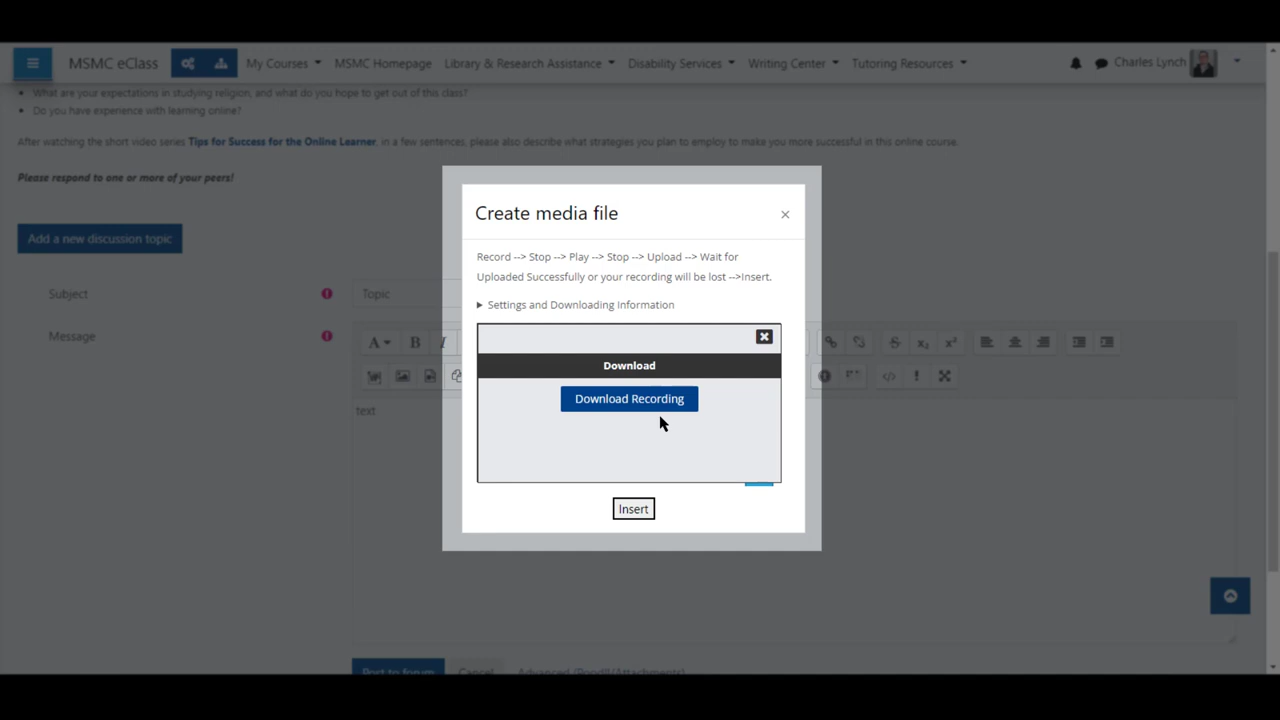 MSMC eClass My Courses MSMC Homepage Library & Research Assistance Disability Services Writing Center Tutoring Resources Charles Lynch
What are your expectations in studying religion, and what do you hope to get out of this class?
Do you have experience with learning online?
After watching the short video series Tips for Success for the Online Learner, in a few sentences, please also describe what strategies you plan to employ to make you more successful in this online course.
Please respond to one or more of your peers!
Create media file ×
Record --> Stop --> Play --> Stop --> Upload --> Wait for
Uploaded Successfully or your recording will be lost -->Insert.
Add a new discussion topic
Subject Topic
Settings and Downloading Information
Message
A B I
Download
Download Recording
text
Insert
Post to forum Cancel Advanced